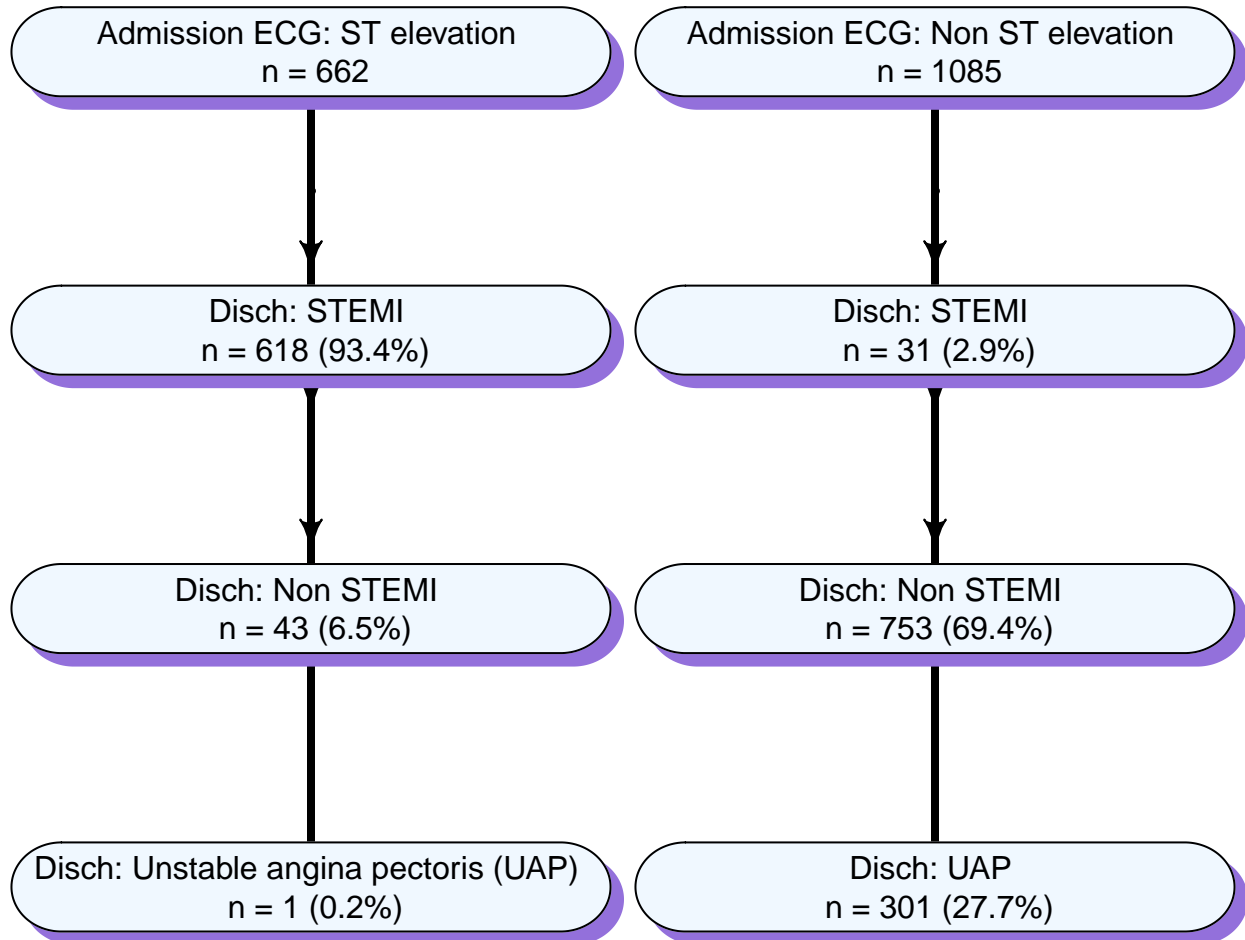 Admission ECG: ST elevation
n = 662
Admission ECG: Non ST elevation
n = 1085
Disch: STEMI
n = 618 (93.4%)
Disch: STEMI
n = 31 (2.9%)
Disch: Non STEMI
n = 43 (6.5%)
Disch: Non STEMI
n = 753 (69.4%)
Disch: Unstable angina pectoris (UAP)
n = 1 (0.2%)
Disch: UAP
n = 301 (27.7%)